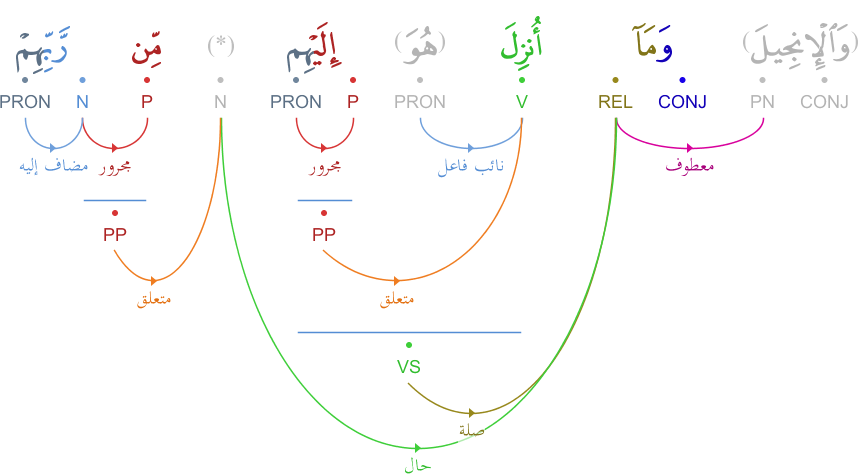 (وَٱلْإِنجِيلَ) وَمَآ أُنزِلَ (هُوَ) إِلَيْهِم (*) مِّن رَّبِّهِمْ
PRON N P N PRON P PRON V REL CONJ PN CONJ
مضاف إليه مجرور مجرور نائب فاعل معطوف
PP PP
متعلق متعلق
VS
صلة
حال